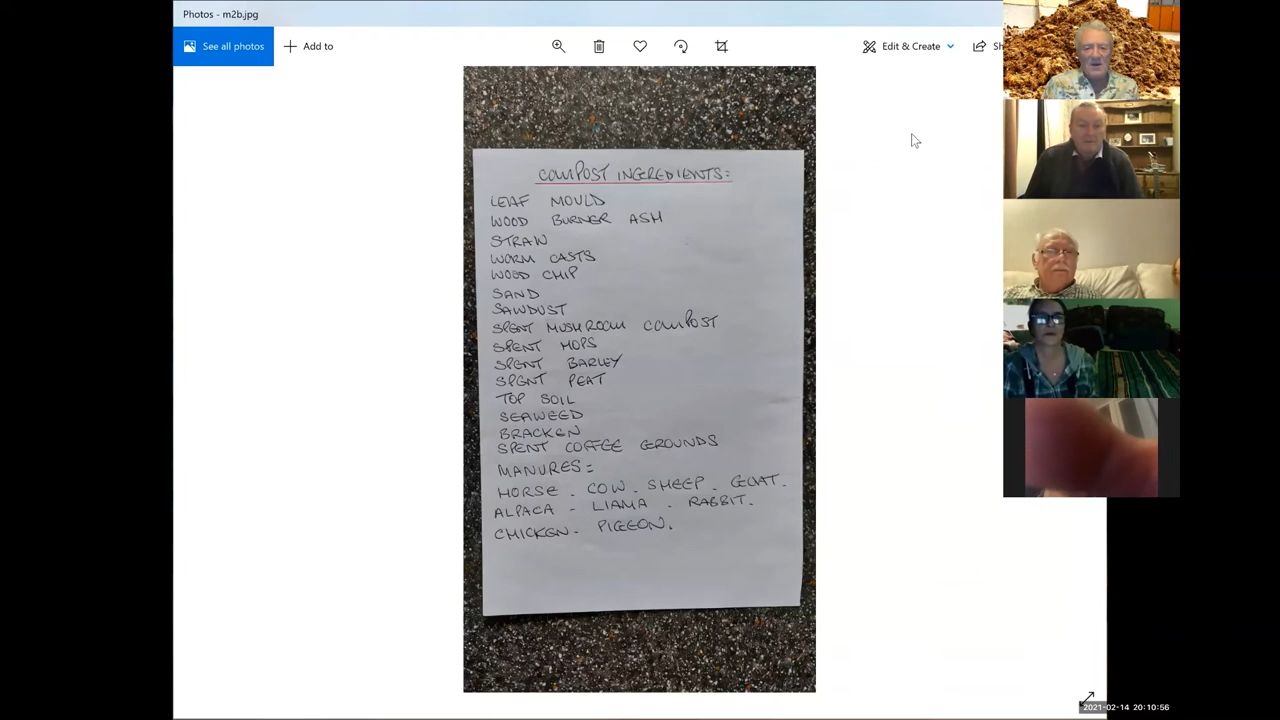 Photos - m2b.jpg
See all photos
Add to
Edit & Create
Sh
COMPOST INGREDIENTS:
LEAF MOULD
WOOD BURNER ASH
STRAW
WORM CASTS
WOOD CHIP
SAND
SAWDUST
SPENT MUSHROOM COMPOST
SPENT HOPS
SPENT BARLEY
SPENT PEAT
TOP SOIL
SEAWEED
BRACKEN
SPENT COFFEE GROUNDS
MANURES:
HORSE - COW - SHEEP - GOAT.
ALPACA - LIAMA - RABBIT.
CHICKEN - PIGEON.
2021-02-14 20:10:56